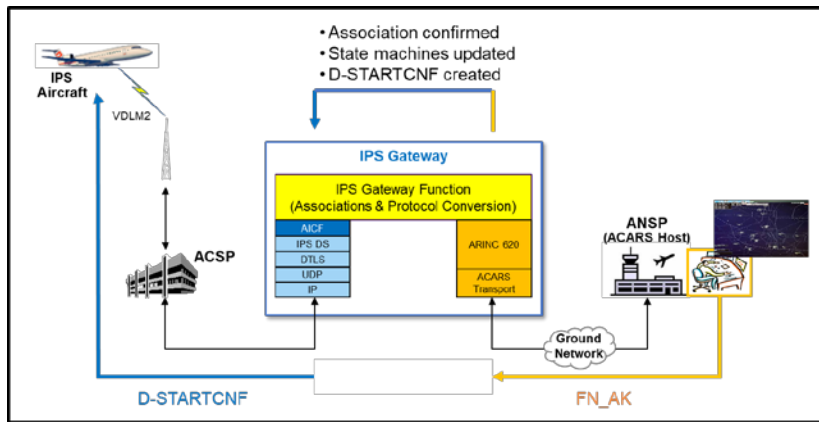 • Association confirmed
• State machines updated
• D-STARTCNF created
IPS
Aircraft
VDLM2
IPS Gateway
IPS Gateway Function
(Associations & Protocol Conversion)
AICF
IPS DS
DTLS
UDP
IP
ARINC 620
ACARS
Transport
ACSP
ANSP
(ACARS Host)
Ground
Network
D-STARTCNF
FN_AK